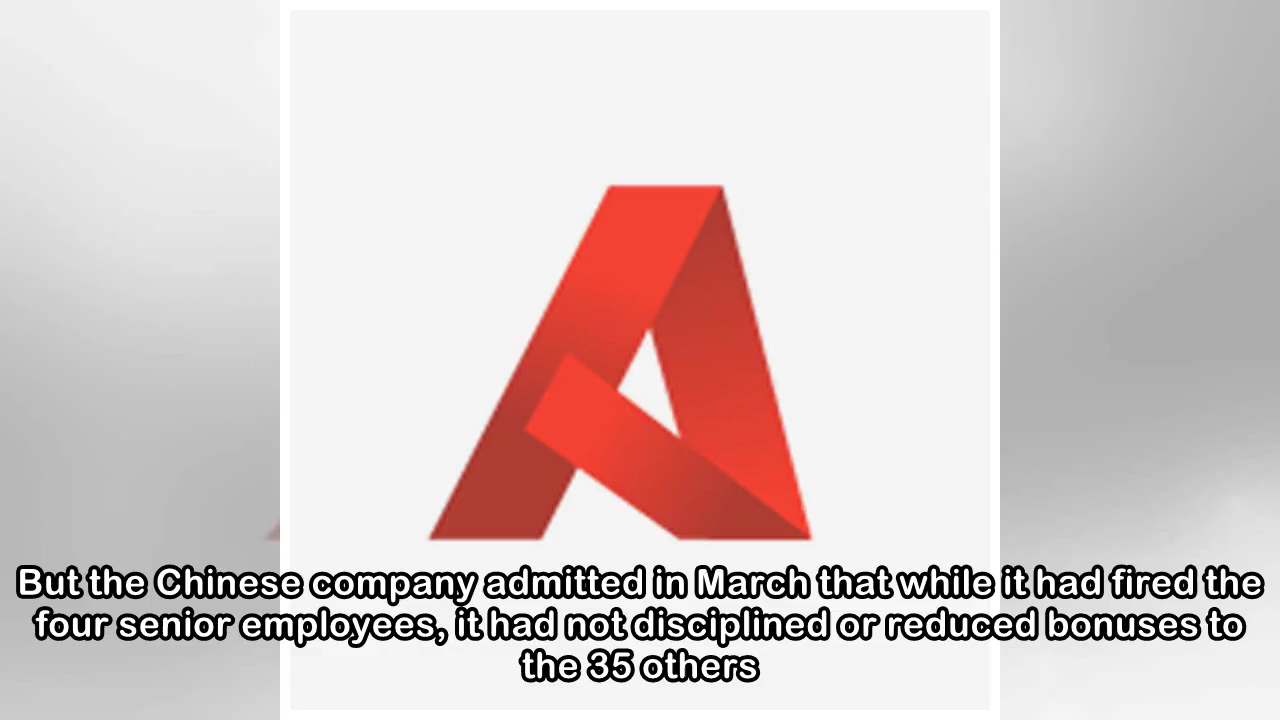 But the Chinese company admitted in March that while it had fired the
four senior employees, it had not disciplined or reduced bonuses to
the 35 others